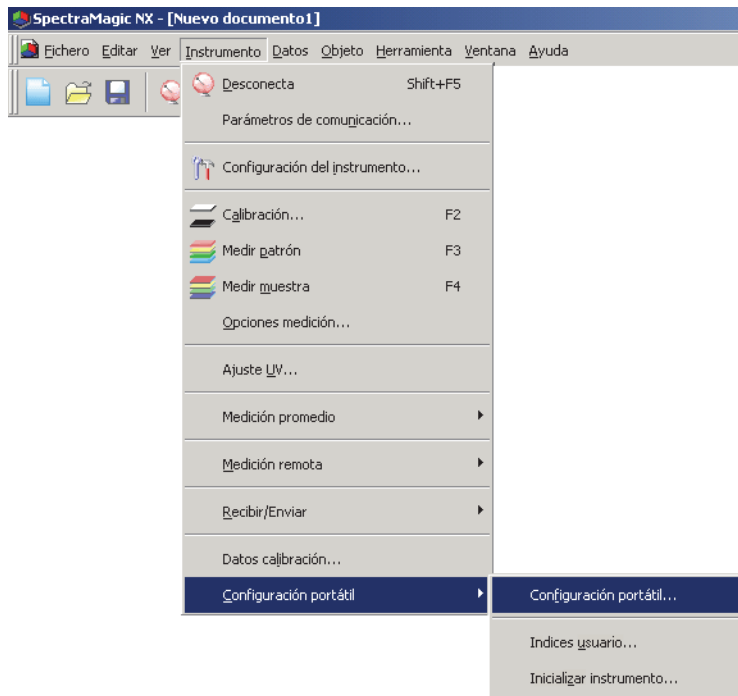 SpectraMagic NX - [Nuevo documento1]
Fichero Editar Ver Instrumento Datos Objeto Herramienta Ventana Ayuda
Desconecta Shift+F5
Parámetros de comunicación...
Configuración del instrumento...
Calibración... F2
Medir patrón F3
Medir muestra F4
Opciones medición...
Ajuste UV...
Medición promedio
Medición remota
Recibir/Enviar
Datos calibración...
Configuración portátil
Configuración portátil...
Indices usuario...
Inicializar instrumento...